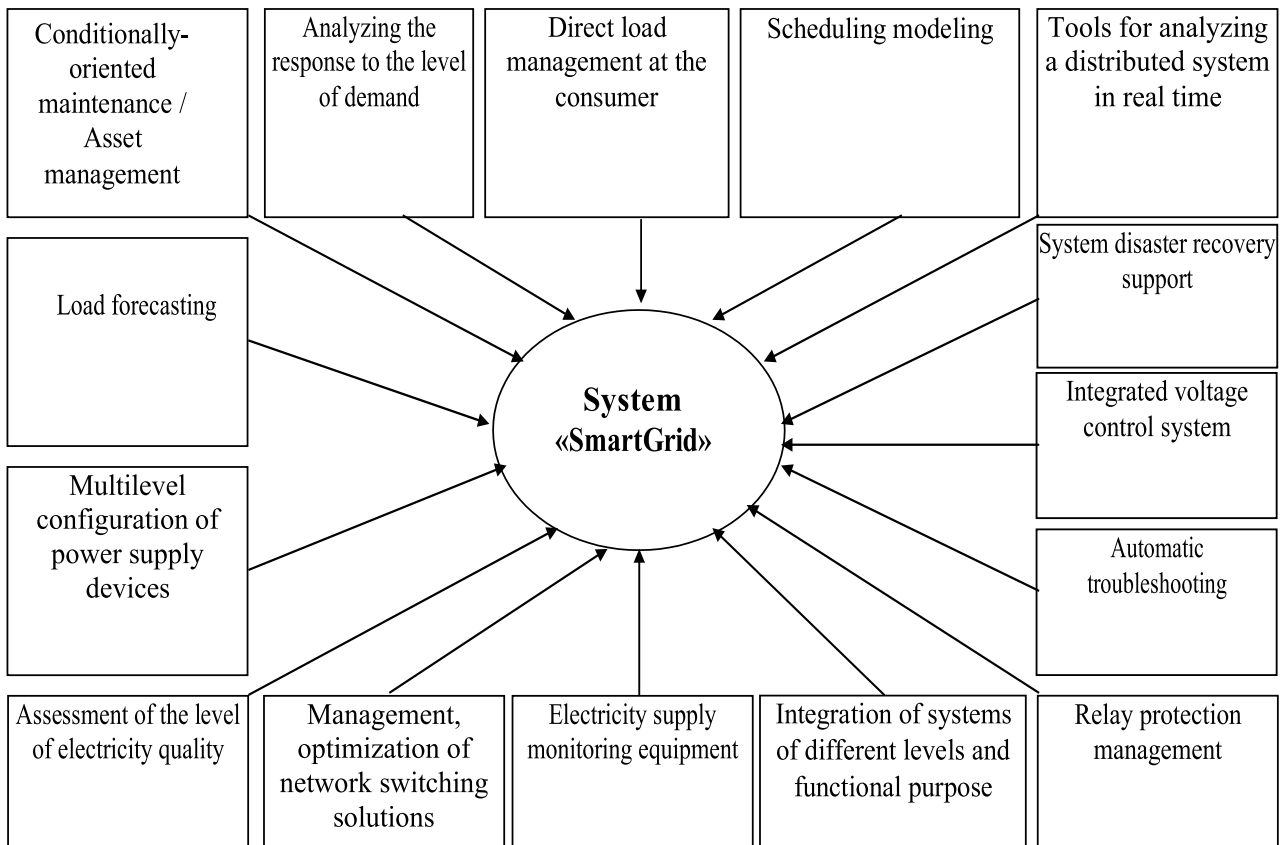 Conditionally-
oriented
maintenance /
Asset
management
Analyzing the
response to the level
of demand
Direct load
management at the
consumer
Scheduling modeling
Tools for analyzing
a distributed system
in real time
Load forecasting
System disaster recovery
support
System
«SmartGrid»
Integrated voltage
control system
Multilevel
configuration of
power supply
devices
Automatic
troubleshooting
Assessment of the level
of electricity quality
Management,
optimization of
network switching
solutions
Electricity supply
monitoring equipment
Integration of systems
of different levels and
functional purpose
Relay protection
management